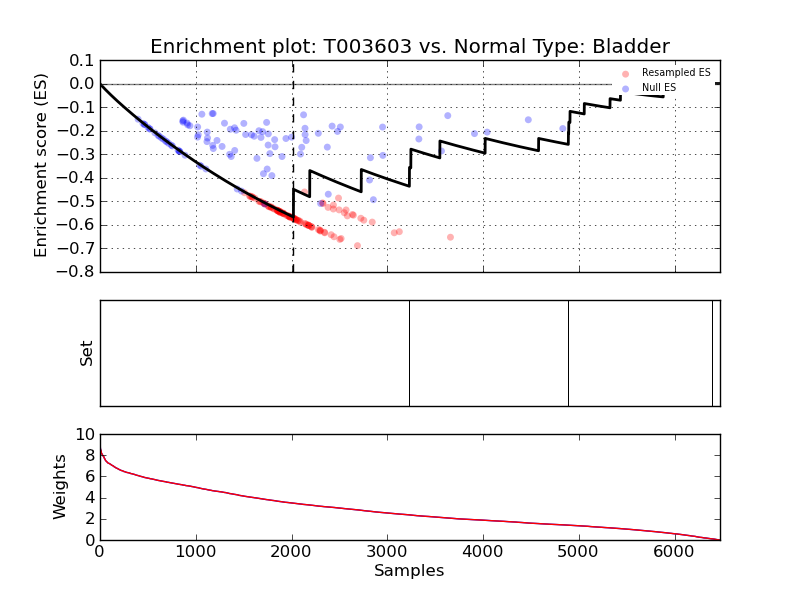 Enrichment plot: T003603 vs. Normal Type: Bladder
Enrichment score (ES)
0.1
0.0
−0.1
−0.2
−0.3
−0.4
−0.5
−0.6
−0.7
−0.8
Resampled ES
Null ES
Set
Weights
10
8
6
4
2
0
0 1000 2000 3000 4000 5000 6000
Samples